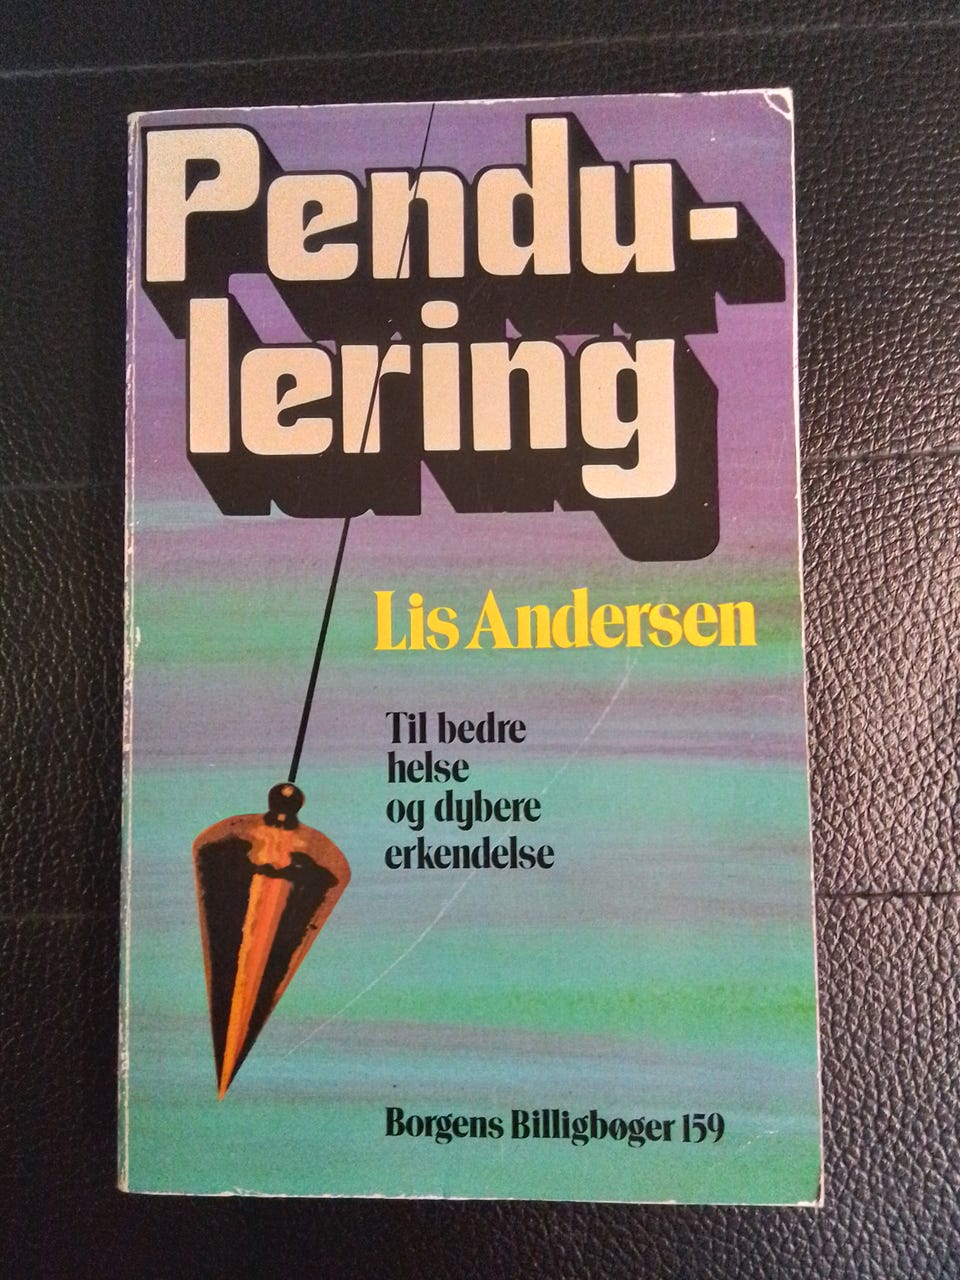 Pendu-
lering
Lis Andersen
Til bedre
helse
og dybere
erkendelse
Borgens Billigbøger 159